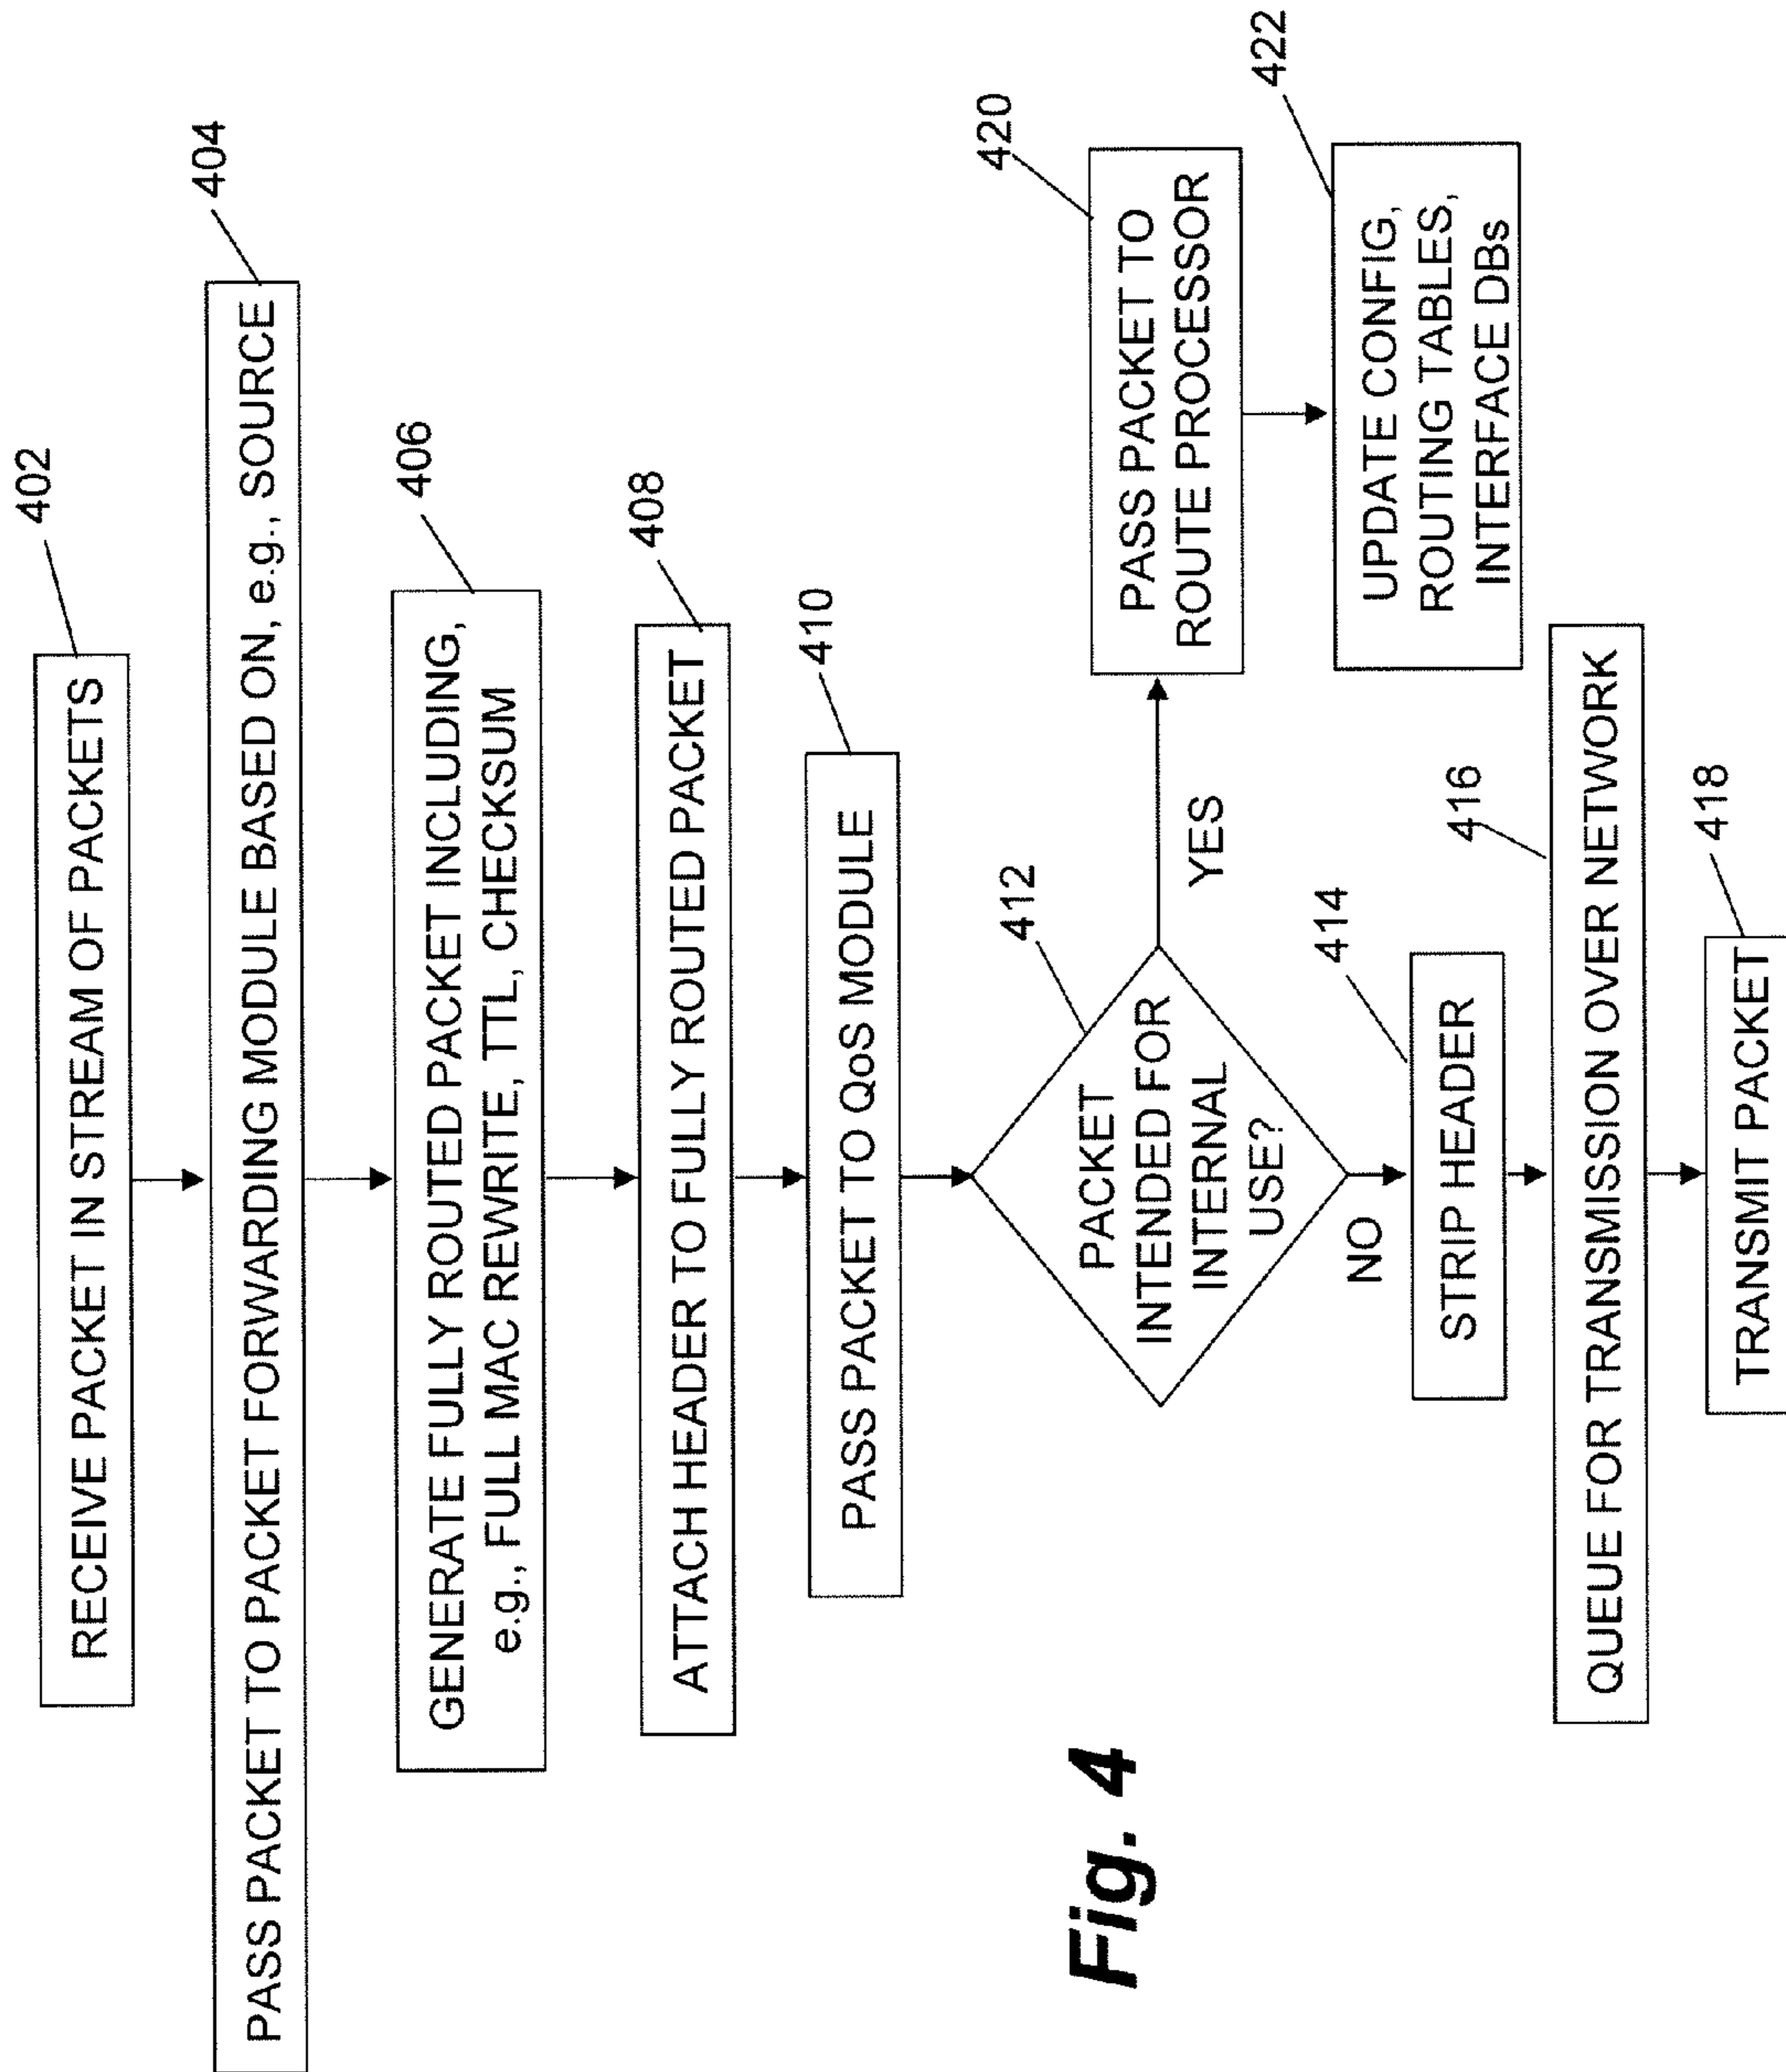 402
RECEIVE PACKET IN STREAM OF PACKETS
404
PASS PACKET TO PACKET FORWARDING MODULE BASED ON, e.g., SOURCE
406
GENERATE FULLY ROUTED PACKET INCLUDING,
e.g., FULL MAC REWRITE, TTL, CHECKSUM
408
ATTACH HEADER TO FULLY ROUTED PACKET
410
PASS PACKET TO QoS MODULE
412
PACKET
INTENDED FOR
INTERNAL
USE?
YES
420
PASS PACKET TO
ROUTE PROCESSOR
422
UPDATE CONFIG,
ROUTING TABLES,
INTERFACE DBs
NO
414
STRIP HEADER
416
QUEUE FOR TRANSMISSION OVER NETWORK
418
TRANSMIT PACKET
Fig. 4